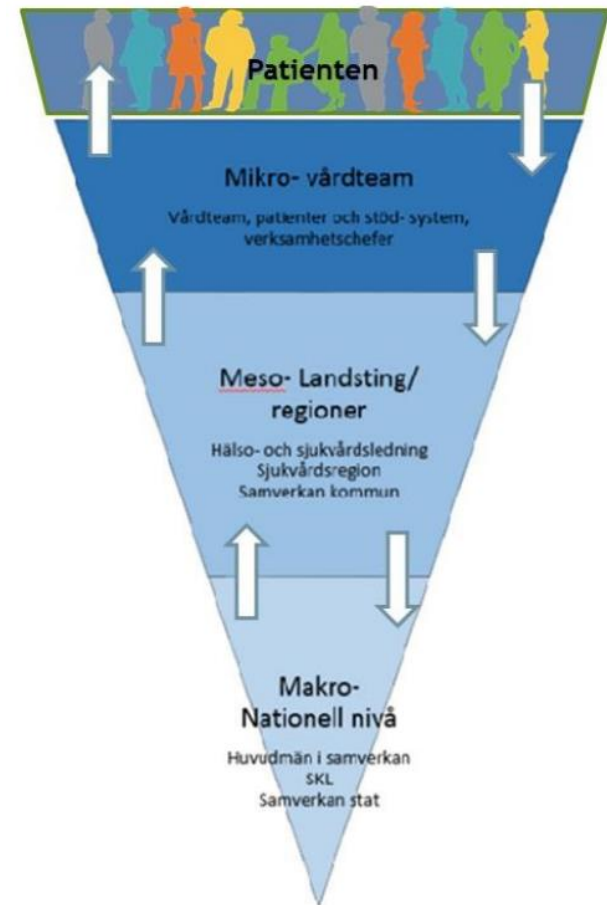 Patienten
Mikro- vårdteam
Vårdteam, patienter och stöd- system,
verksamhetschefer
Meso- Landsting/
regioner
Hälso- och sjukvårdsledning
Sjukvårdsregion
Samverkan kommun
Makro-
Nationell nivå
Huvudmän i samverkan
SKL
Samverkan stat